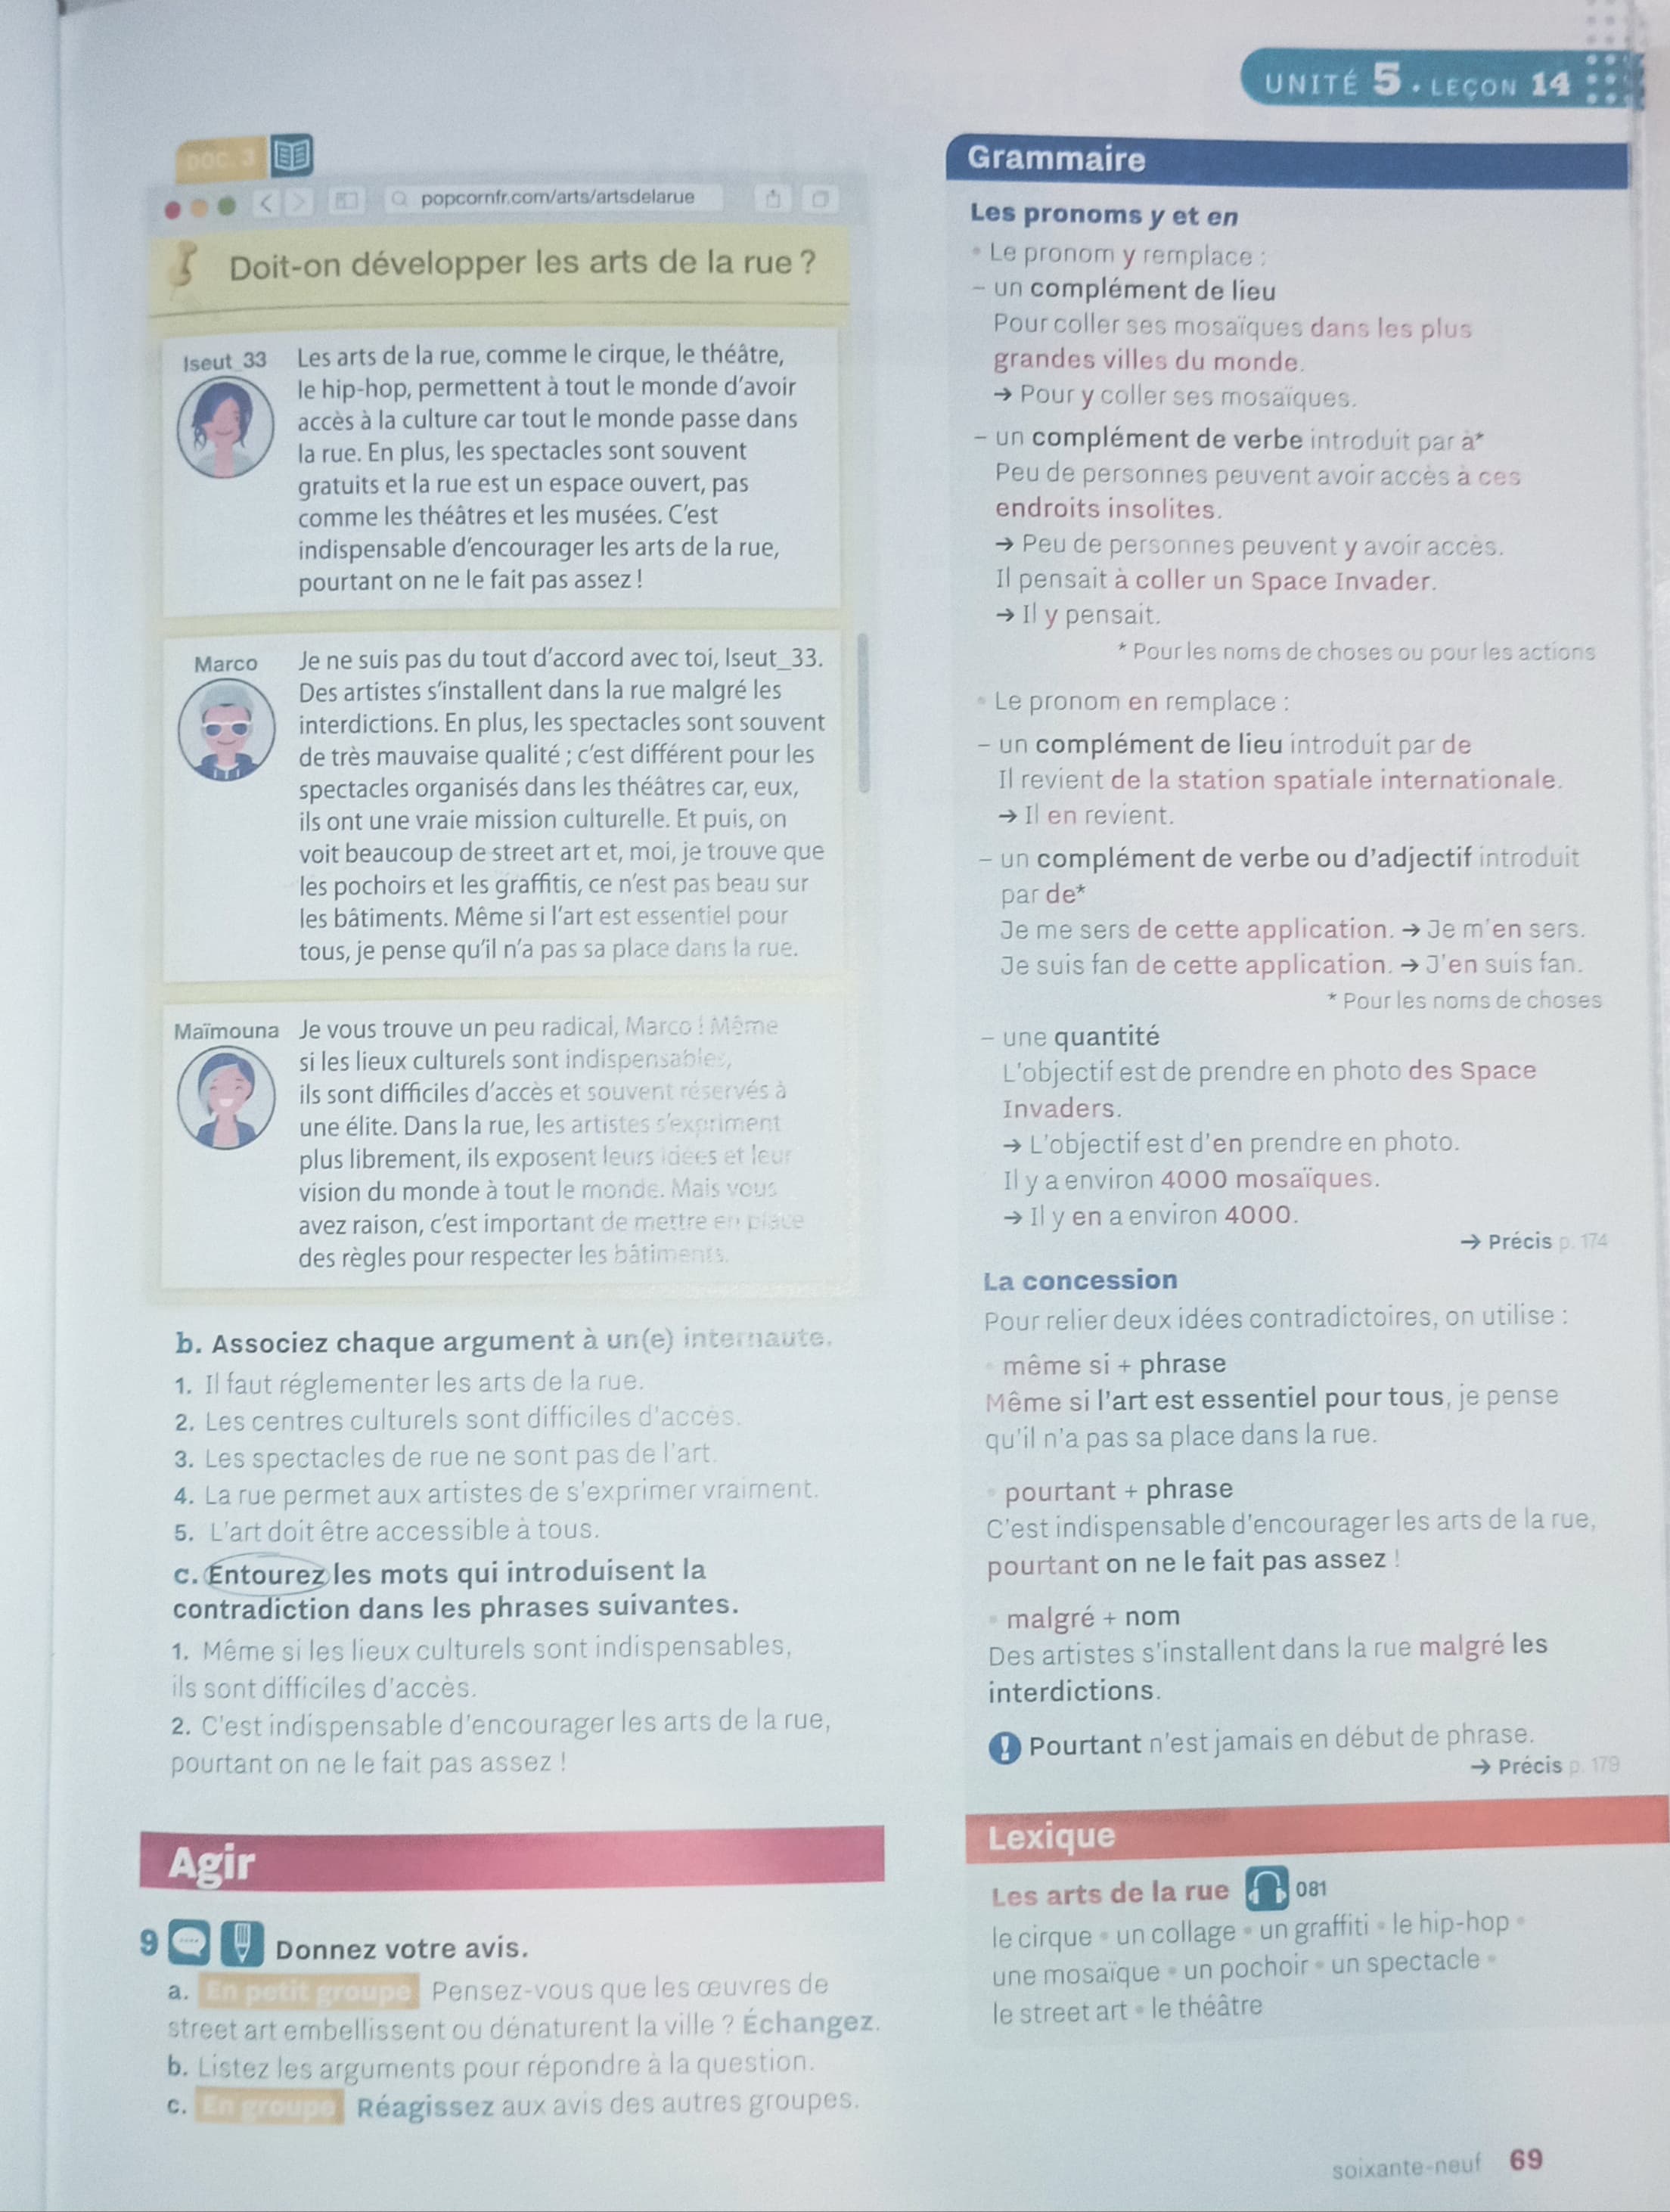 UNITÉ 5 • LEÇON 14
DOC. 3
popcornfr.com/arts/artsdelarue
Doit-on développer les arts de la rue ?
Iseut_33
Les arts de la rue, comme le cirque, le théâtre,
le hip-hop, permettent à tout le monde d'avoir
accès à la culture car tout le monde passe dans
la rue. En plus, les spectacles sont souvent
gratuits et la rue est un espace ouvert, pas
comme les théâtres et les musées. C'est
indispensable d'encourager les arts de la rue,
pourtant on ne le fait pas assez !
Marco
Je ne suis pas du tout d'accord avec toi, Iseut_33.
Des artistes s'installent dans la rue malgré les
interdictions. En plus, les spectacles sont souvent
de très mauvaise qualité ; c'est différent pour les
spectacles organisés dans les théâtres car, eux,
ils ont une vraie mission culturelle. Et puis, on
voit beaucoup de street art et, moi, je trouve que
les pochoirs et les graffitis, ce n'est pas beau sur
les bâtiments. Même si l'art est essentiel pour
tous, je pense qu'il n'a pas sa place dans la rue.
Maïmouna
Je vous trouve un peu radical, Marco ! Même
si les lieux culturels sont indispensables,
ils sont difficiles d'accès et souvent réservés à
une élite. Dans la rue, les artistes s'expriment
plus librement, ils exposent leurs idées et leur
vision du monde à tout le monde. Mais vous
avez raison, c'est important de mettre en place
des règles pour respecter les bâtiments.
b. Associez chaque argument à un(e) internaute.
1. Il faut réglementer les arts de la rue.
2. Les centres culturels sont difficiles d'accès.
3. Les spectacles de rue ne sont pas de l'art.
4. La rue permet aux artistes de s'exprimer vraiment.
5. L'art doit être accessible à tous.
c. Entourez les mots qui introduisent la
contradiction dans les phrases suivantes.
1. Même si les lieux culturels sont indispensables,
ils sont difficiles d'accès.
2. C'est indispensable d'encourager les arts de la rue,
pourtant on ne le fait pas assez !
Agir
9 Donnez votre avis.
a. En petit groupe Pensez-vous que les œuvres de
street art embellissent ou dénaturent la ville ? Échangez.
b. Listez les arguments pour répondre à la question.
c. En groupe Réagissez aux avis des autres groupes.
Grammaire
Les pronoms y et en
• Le pronom y remplace :
– un complément de lieu
Pour coller ses mosaïques dans les plus
grandes villes du monde.
→ Pour y coller ses mosaïques.
– un complément de verbe introduit par à*
Peu de personnes peuvent avoir accès à ces
endroits insolites.
→ Peu de personnes peuvent y avoir accès.
Il pensait à coller un Space Invader.
→ Il y pensait.
* Pour les noms de choses ou pour les actions
• Le pronom en remplace :
– un complément de lieu introduit par de
Il revient de la station spatiale internationale.
→ Il en revient.
– un complément de verbe ou d'adjectif introduit
par de*
Je me sers de cette application. → Je m'en sers.
Je suis fan de cette application. → J'en suis fan.
* Pour les noms de choses
– une quantité
L'objectif est de prendre en photo des Space
Invaders.
→ L'objectif est d'en prendre en photo.
Il y a environ 4000 mosaïques.
→ Il y en a environ 4000.
→ Précis p. 174
La concession
Pour relier deux idées contradictoires, on utilise :
• même si + phrase
Même si l'art est essentiel pour tous, je pense
qu'il n'a pas sa place dans la rue.
• pourtant + phrase
C'est indispensable d'encourager les arts de la rue,
pourtant on ne le fait pas assez !
• malgré + nom
Des artistes s'installent dans la rue malgré les
interdictions.
! Pourtant n'est jamais en début de phrase.
→ Précis p. 179
Lexique
Les arts de la rue 081
le cirque • un collage • un graffiti • le hip-hop •
une mosaïque • un pochoir • un spectacle •
le street art • le théâtre
soixante-neuf 69